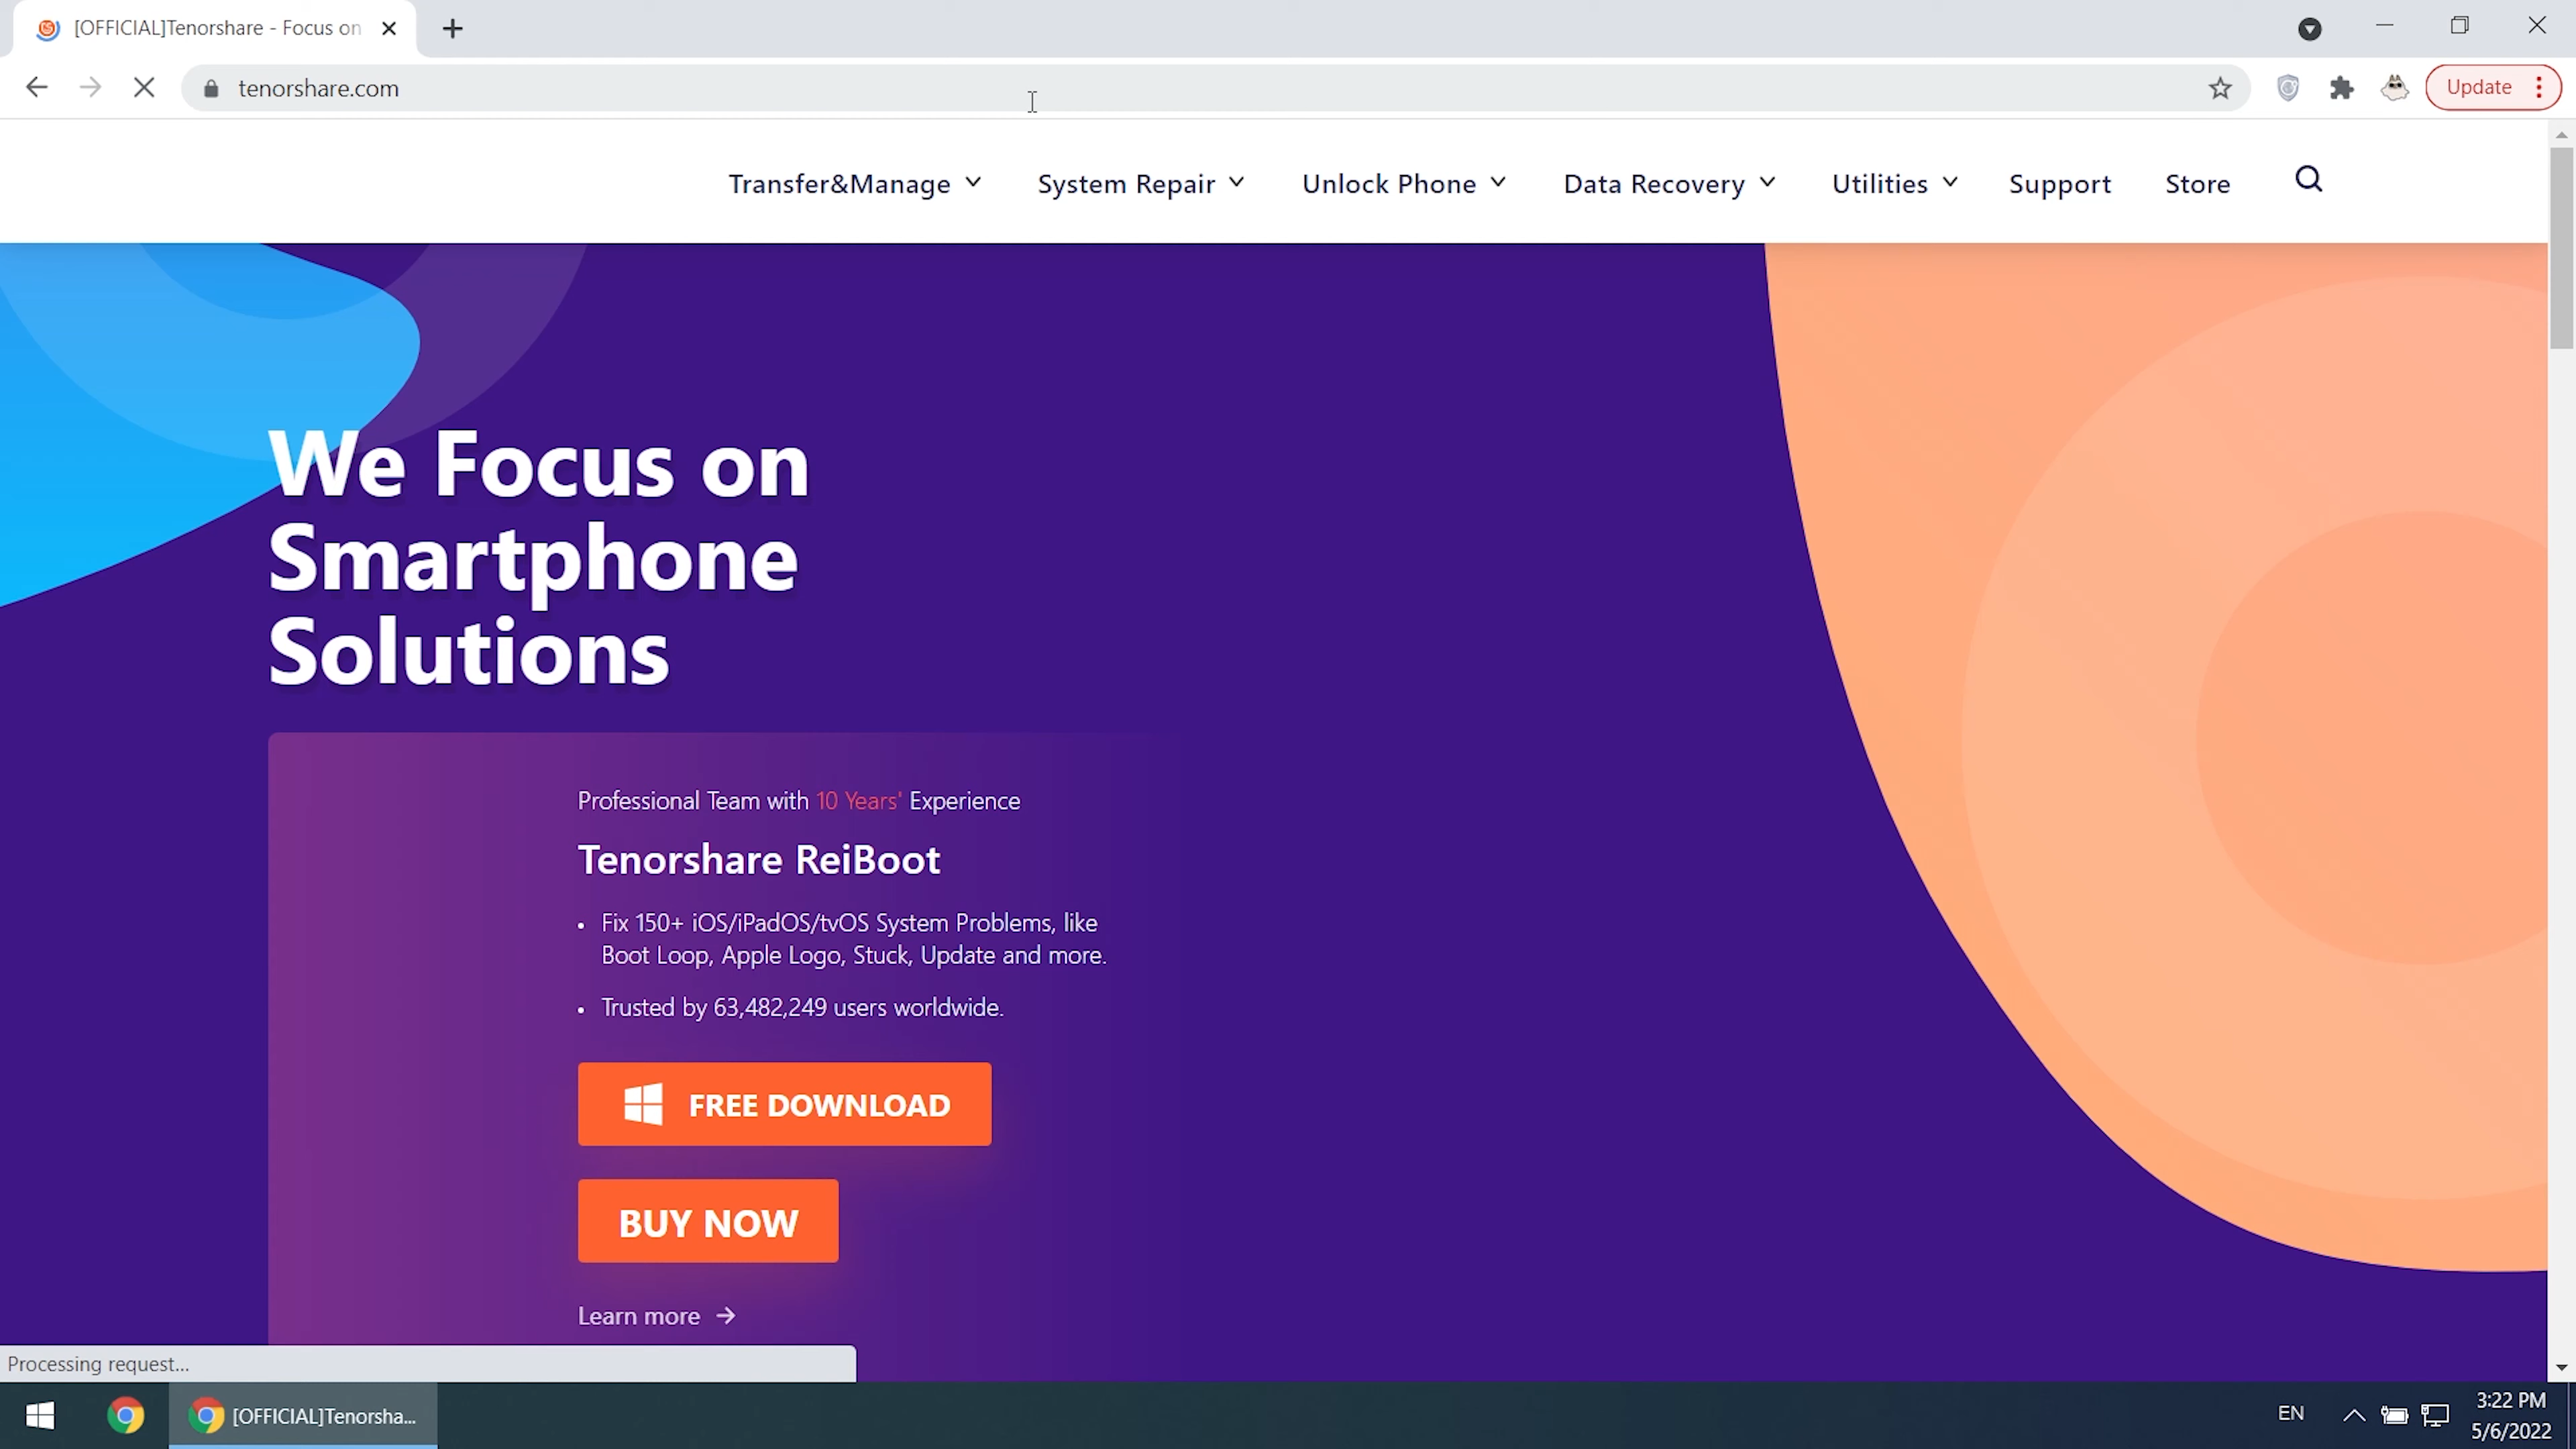 [OFFICIAL]Tenorshare - Focus on
tenorshare.com
Update
Transfer&Manage
System Repair
Unlock Phone
Data Recovery
Utilities
Support
Store
We Focus on
Smartphone
Solutions
Professional Team with 10 Years' Experience
Tenorshare ReiBoot
• Fix 150+ iOS/iPadOS/tvOS System Problems, like
Boot Loop, Apple Logo, Stuck, Update and more.
• Trusted by 63,482,249 users worldwide.
FREE DOWNLOAD
BUY NOW
Learn more →
Processing request...
[OFFICIAL]Tenorsha...
EN
3:22 PM
5/6/2022